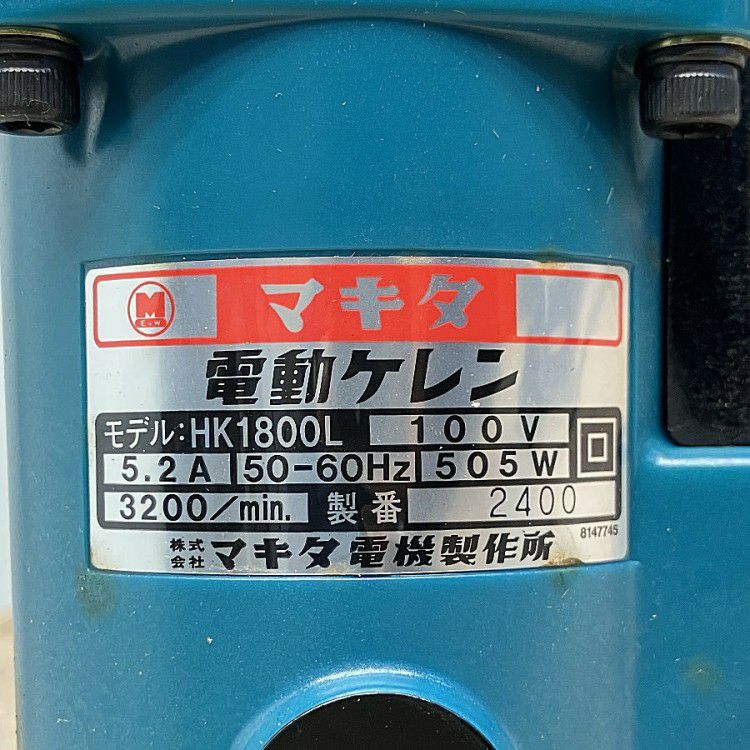 M
E.W
マキタ
電動ケレン
モデル:HK1800L 100V
5.2A 50-60Hz 505W
3200/min. 製番 2400
8147745
株式会社 マキタ電機製作所